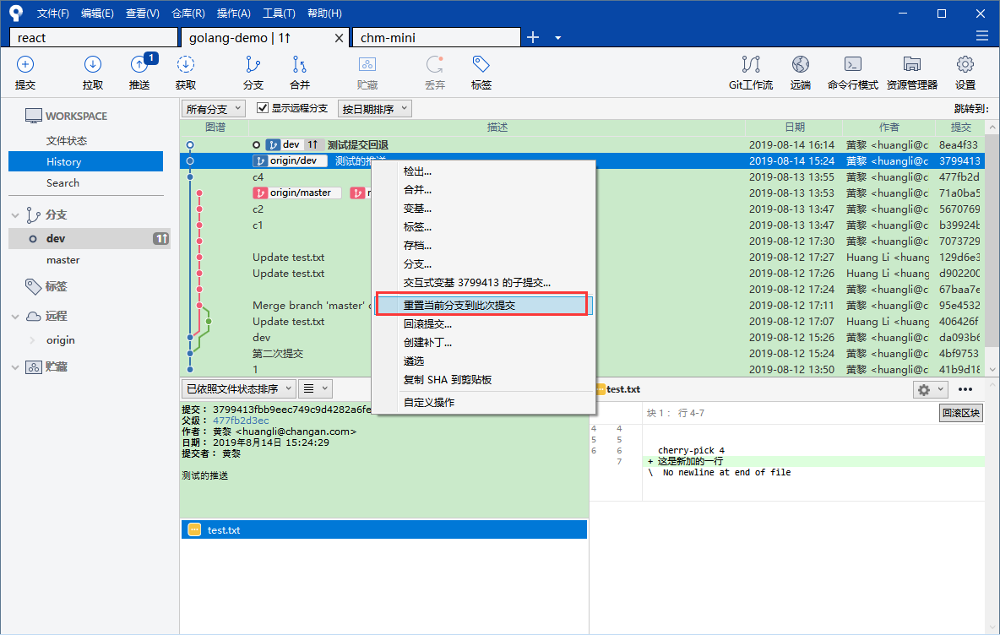 文件(F) 编辑(E) 查看(V) 仓库(R) 操作(A) 工具(T) 帮助(H)
react golang-demo | 1↑ chm-mini
1
提交 拉取 推送 获取 分支 合并 贮藏 丢弃 标签 Git工作流 远端 命令行模式 资源管理器 设置
所有分支 显示远程分支 按日期排序 跳转到:
WORKSPACE
文件状态
History
Search
分支
dev 1↑
master
标签
远程
origin
贮藏
图谱 描述 日期 作者 提交
dev 1↑ 测试提交回退 2019-08-14 16:14 黄黎 <huangli@c 8ea4f33
origin/dev 测试的推送 2019-08-14 15:24 黄黎 <huangli@c 3799413
c4 2019-08-13 13:55 黄黎 <huangli@c 477fb2d
origin/master 2019-08-13 13:53 黄黎 <huangli@c 71a0ba5
c2 2019-08-13 13:47 黄黎 <huangli@c 5670769
c1 2019-08-13 13:47 黄黎 <huangli@c b39924b
2019-08-12 17:30 黄黎 <huangli@c 7073729
Update test.txt 2019-08-12 17:27 Huang Li <huang 129d6e3
Update test.txt 2019-08-12 17:26 Huang Li <huang d902200
2019-08-12 17:24 黄黎 <huangli@c 67baa7e
Merge branch 'master' 2019-08-12 17:11 黄黎 <huangli@c 95e4532
Update test.txt 2019-08-12 17:07 Huang Li <huang 406426f
dev 2019-08-12 15:26 黄黎 <huangli@c da093b6
第二次提交 2019-08-12 15:24 黄黎 <huangli@c 4bf9753
1 2019-08-12 13:50 黄黎 <huangli@c 41b9d18
检出...
合并...
变基...
标签...
存档...
分支...
交互式变基 3799413 的子提交...
重置当前分支到此次提交
回滚提交...
创建补丁...
遴选
复制 SHA 到剪贴板
自定义操作
已依照文件状态排序
提交： 3799413fbb9eec749c9d4282a6fe
父级： 477fb2d3ec
作者： 黄黎 <huangli@changan.com>
日期： 2019年8月14日 15:24:29
提交者： 黄黎
测试的推送
test.txt
test.txt
块 1： 行 4-7 回滚区块
4 4
5 5
6 6 cherry-pick 4
7 + 这是新加的一行
\ No newline at end of file